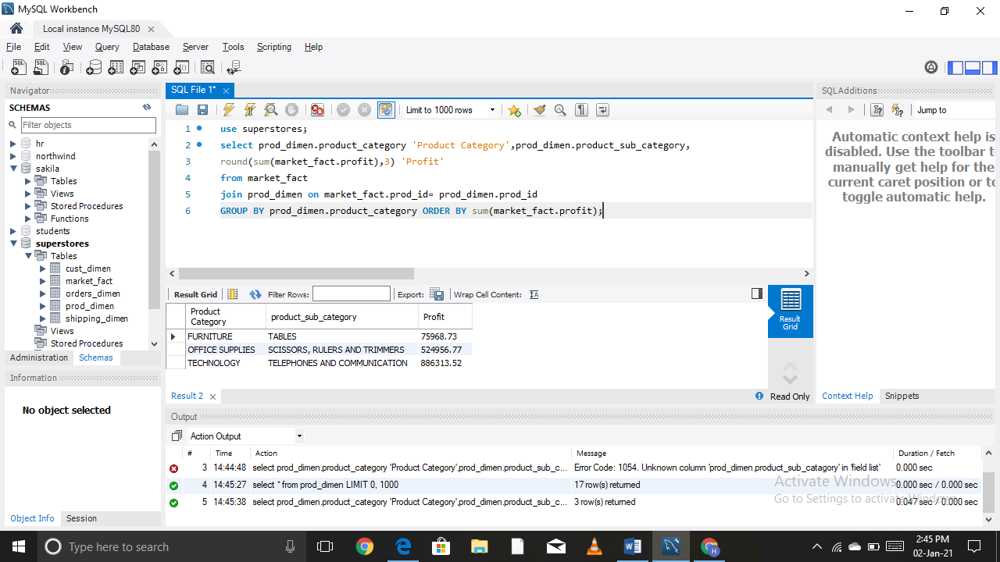 MySQL Workbench
Local instance MySQL80
File Edit View Query Database Server Tools Scripting Help
Navigator
SCHEMAS
Filter objects
hr
northwind
sakila
Tables
Views
Stored Procedures
Functions
students
superstores
Tables
cust_dimen
market_fact
orders_dimen
prod_dimen
shipping_dimen
Views
Stored Procedures
Administration Schemas
Information
No object selected
Object Info Session
SQL File 1*
Limit to 1000 rows
1 use superstores;
2 select prod_dimen.product_category 'Product Category',prod_dimen.product_sub_category,
3 round(sum(market_fact.profit),3) 'Profit'
4 from market_fact
5 join prod_dimen on market_fact.prod_id= prod_dimen.prod_id
6 GROUP BY prod_dimen.product_category ORDER BY sum(market_fact.profit);
Result Grid Filter Rows: Export: Wrap Cell Content: IA
Product Category product_sub_category Profit
FURNITURE TABLES 75968.73
OFFICE SUPPLIES SCISSORS, RULERS AND TRIMMERS 524956.77
TECHNOLOGY TELEPHONES AND COMMUNICATION 886313.52
Result
Grid
Result 2 Read Only
SQLAdditions
Jump to
Automatic context help is
disabled. Use the toolbar t
manually get help for the
current caret position or to
toggle automatic help.
Context Help Snippets
Output
Action Output
# Time Action Message Duration / Fetch
3 14:44:48 select prod_dimen.product_category 'Product Category',prod_dimen.product_sub_c... Error Code: 1054. Unknown column 'prod_dimen.product_sub_catagory' in 'field list' 0.000 sec
4 14:45:27 select * from prod_dimen LIMIT 0, 1000 17 row(s) returned 0.000 sec / 0.000 sec
5 14:45:38 select prod_dimen.product_category 'Product Category',prod_dimen.product_sub_c... 3 row(s) returned 0.047 sec / 0.000 sec
Activate Windows
Go to Settings to activate Windows.
Type here to search
2:45 PM
02-Jan-21